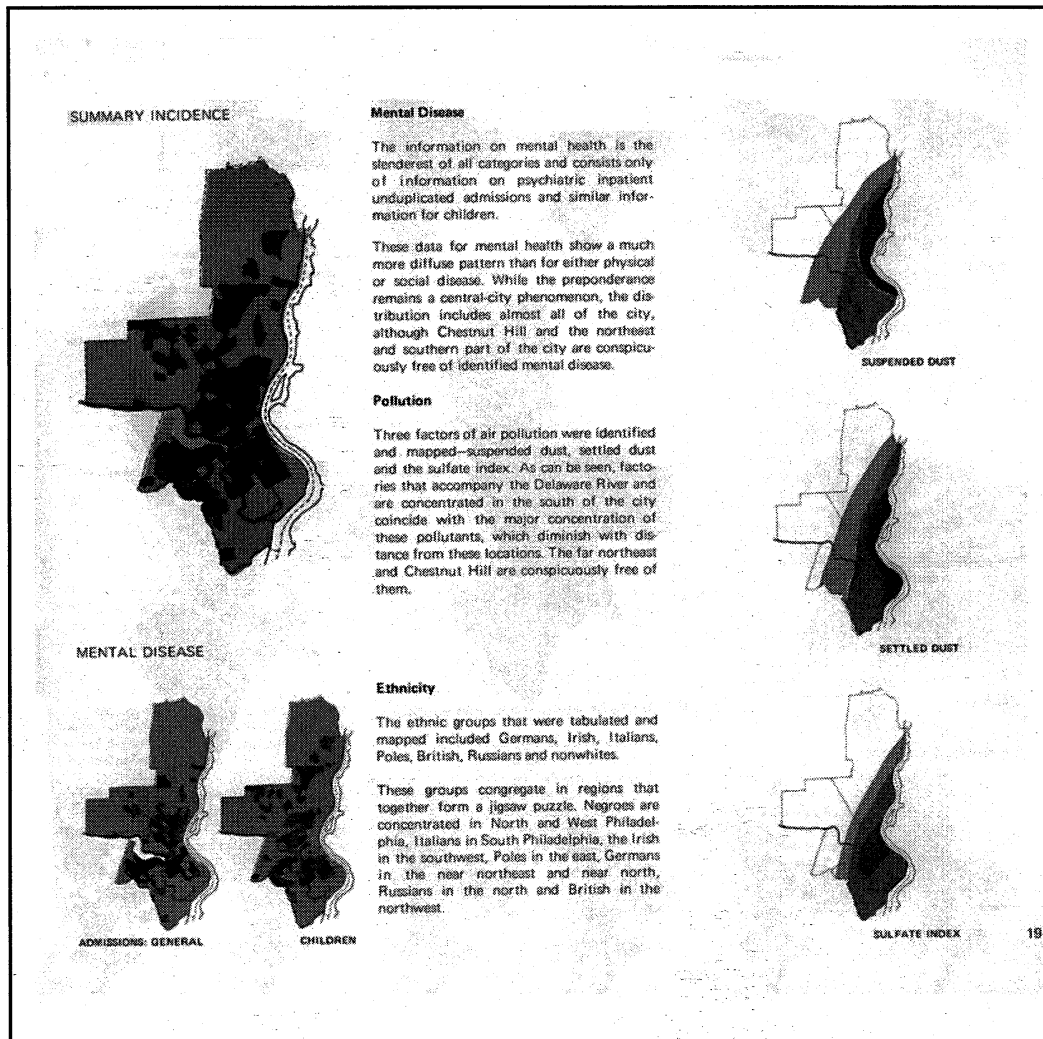 SUMMARY INCIDENCE
Mental Disease
The information on mental health is the
slenderest of all categories and consists only
of information on psychiatric inpatient
unduplicated admissions and similar infor-
mation for children.
These data for mental health show a much
more diffuse pattern than for either physical
or social disease. While the preponderance
remains a central-city phenomenon, the dis-
tribution includes almost all of the city,
although Chestnut Hill and the northeast
and southern part of the city are conspicu-
ously free of identified mental disease.
Pollution
Three factors of air pollution were identified
and mapped—suspended dust, settled dust
and the sulfate index. As can be seen, facto-
ries that accompany the Delaware River and
are concentrated in the south of the city
coincide with the major concentration of
these pollutants, which diminish with dis-
tance from these locations. The far northeast
and Chestnut Hill are conspicuously free of
them.
MENTAL DISEASE
ADMISSIONS: GENERAL
CHILDREN
Ethnicity
The ethnic groups that were tabulated and
mapped included Germans, Irish, Italians,
Poles, British, Russians and nonwhites.
These groups congregate in regions that
together form a jigsaw puzzle. Negroes are
concentrated in North and West Philadel-
phia, Italians in South Philadelphia, the Irish
in the southwest, Poles in the east, Germans
in the near northeast and near north,
Russians in the north and British in the
northwest.
SUSPENDED DUST
SETTLED DUST
SULFATE INDEX
19